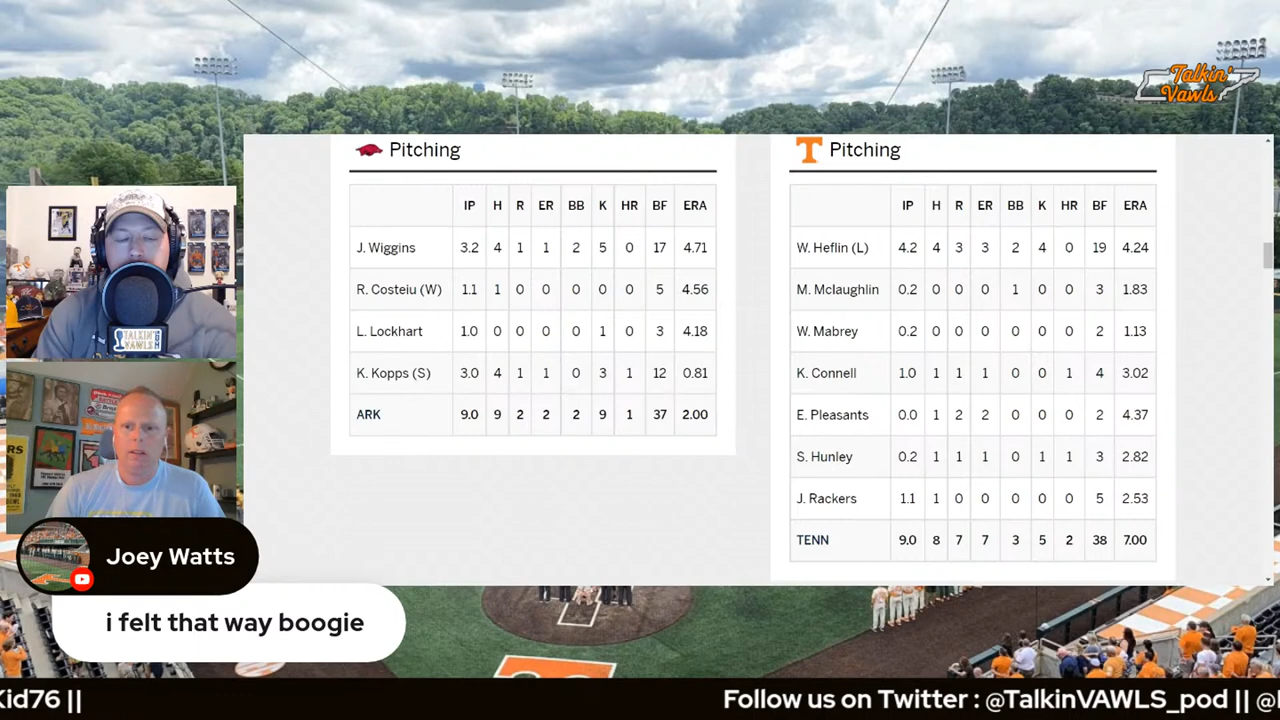 Talkin'
Vawls
Pitching
IP H R ER BB K HR BF ERA
J. Wiggins 3.2 4 1 1 2 5 0 17 4.71
R. Costeiu (W) 1.1 1 0 0 0 0 0 5 4.56
L. Lockhart 1.0 0 0 0 0 1 0 3 4.18
K. Kopps (S) 3.0 4 1 1 0 3 1 12 0.81
ARK 9.0 9 2 2 2 9 1 37 2.00
T Pitching
IP H R ER BB K HR BF ERA
W. Heflin (L) 4.2 4 3 3 2 4 0 19 4.24
M. Mclaughlin 0.2 0 0 0 1 0 0 3 1.83
W. Mabrey 0.2 0 0 0 0 0 0 2 1.13
K. Connell 1.0 1 1 1 0 0 1 4 3.02
E. Pleasants 0.0 1 2 2 0 0 0 2 4.37
S. Hunley 0.2 1 1 1 0 1 1 3 2.82
J. Rackers 1.1 1 0 0 0 0 0 5 2.53
TENN 9.0 8 7 7 3 5 2 38 7.00
TALKIN'
VAWLS
Joey Watts
i felt that way boogie
Kid76 || Follow us on Twitter : @TalkinVAWLS_pod || @